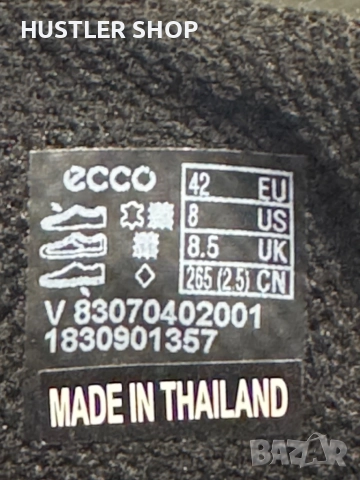 HUSTLER SHOP
ecco
42 EU
8 US
8.5 UK
265 (2.5) CN
V 83070402001
1830901357
MADE IN THAILAND
BAZAR